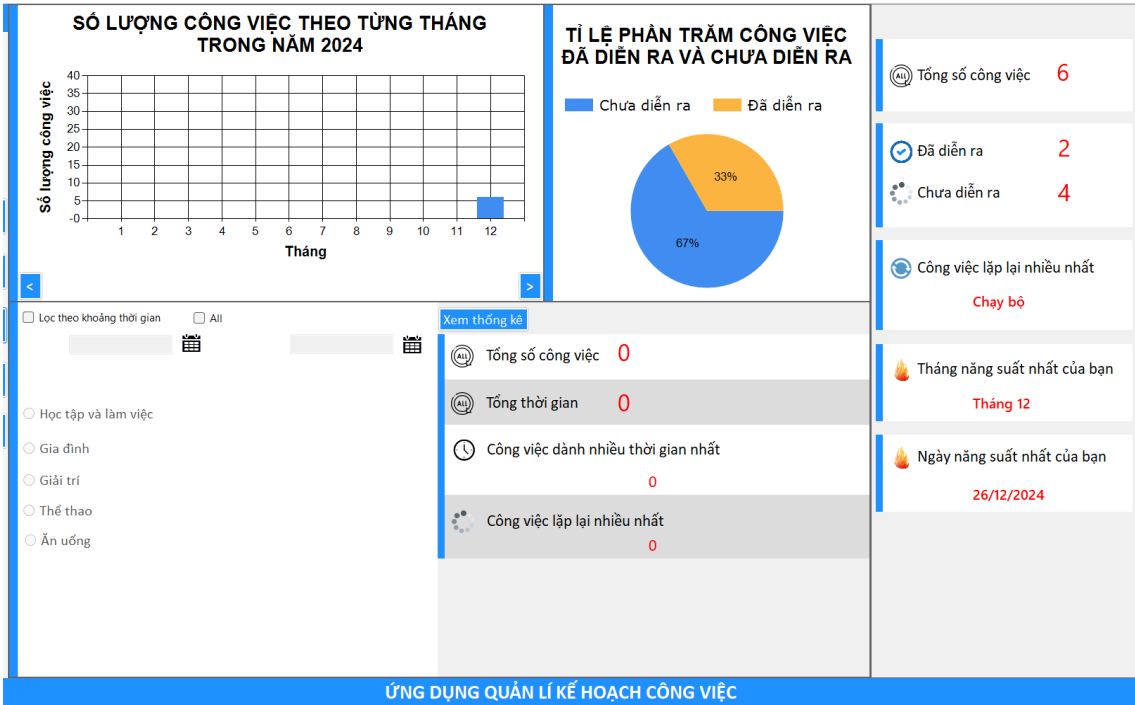 SỐ LƯỢNG CÔNG VIỆC THEO TỪNG THÁNG
TRONG NĂM 2024
Số lượng công việc
40
35
30
25
20
15
10
5
-0
1 2 3 4 5 6 7 8 9 10 11 12
Tháng
<
>
TỈ LỆ PHẦN TRĂM CÔNG VIỆC
ĐÃ DIỄN RA VÀ CHƯA DIỄN RA
Chưa diễn ra Đã diễn ra
33%
67%
ALL Tổng số công việc 6
Đã diễn ra 2
Chưa diễn ra 4
Công việc lặp lại nhiều nhất
Chạy bộ
Tháng năng suất nhất của bạn
Tháng 12
Ngày năng suất nhất của bạn
26/12/2024
Lọc theo khoảng thời gian All
Học tập và làm việc
Gia đình
Giải trí
Thể thao
Ăn uống
Xem thống kê
ALL Tổng số công việc 0
ALL Tổng thời gian 0
Công việc dành nhiều thời gian nhất
0
Công việc lặp lại nhiều nhất
0
ỨNG DỤNG QUẢN LÍ KẾ HOẠCH CÔNG VIỆC